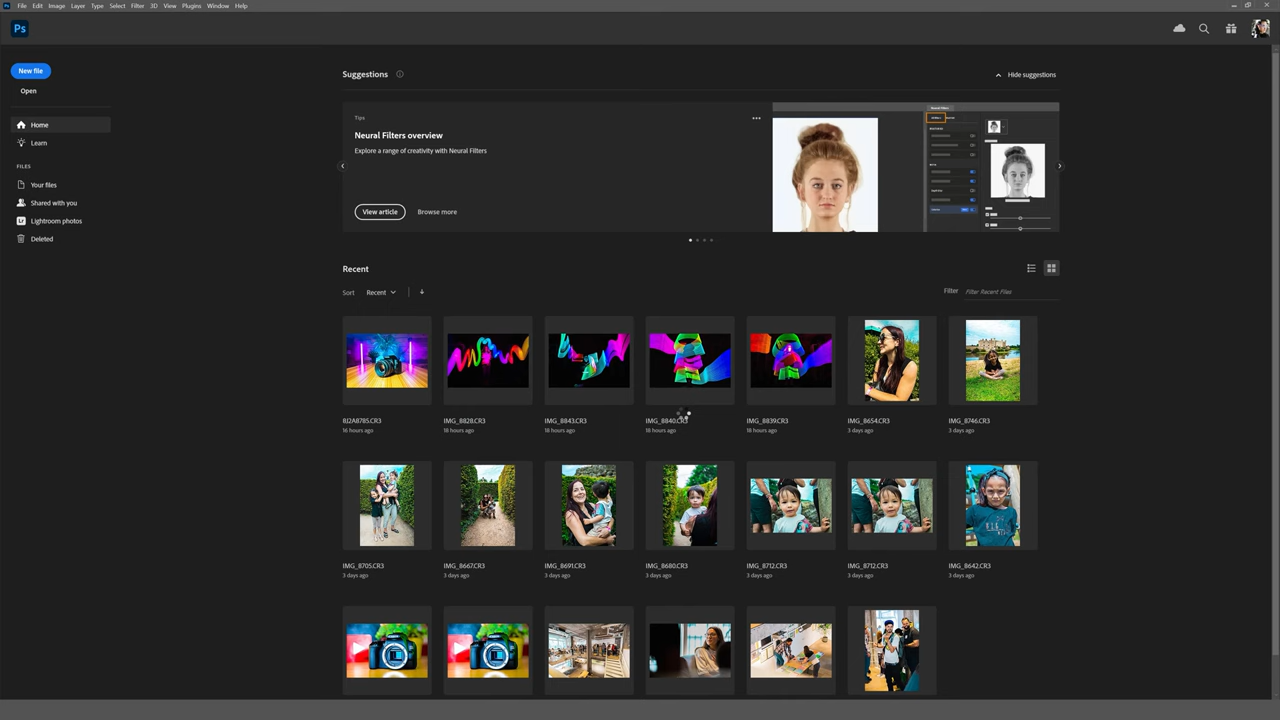 File Edit Image Layer Type Select Filter 3D View Plugins Window Help
Ps
New file
Open
Home
Learn
FILES
Your files
Shared with you
Lightroom photos
Deleted
Suggestions
Hide suggestions
Tips
Neural Filters overview
Explore a range of creativity with Neural Filters
View article Browse more
Recent
Sort Recent
Filter Filter Recent Files
8J2A8785.CR3 IMG_8828.CR3 IMG_8843.CR3 IMG_8840.CR3 IMG_8839.CR3 IMG_8654.CR3 IMG_8746.CR3
16 hours ago 18 hours ago 18 hours ago 18 hours ago 18 hours ago 3 days ago 3 days ago
IMG_8705.CR3 IMG_8667.CR3 IMG_8691.CR3 IMG_8680.CR3 IMG_8712.CR3 IMG_8712.CR3 IMG_8642.CR3
3 days ago 3 days ago 3 days ago 3 days ago 3 days ago 3 days ago 3 days ago